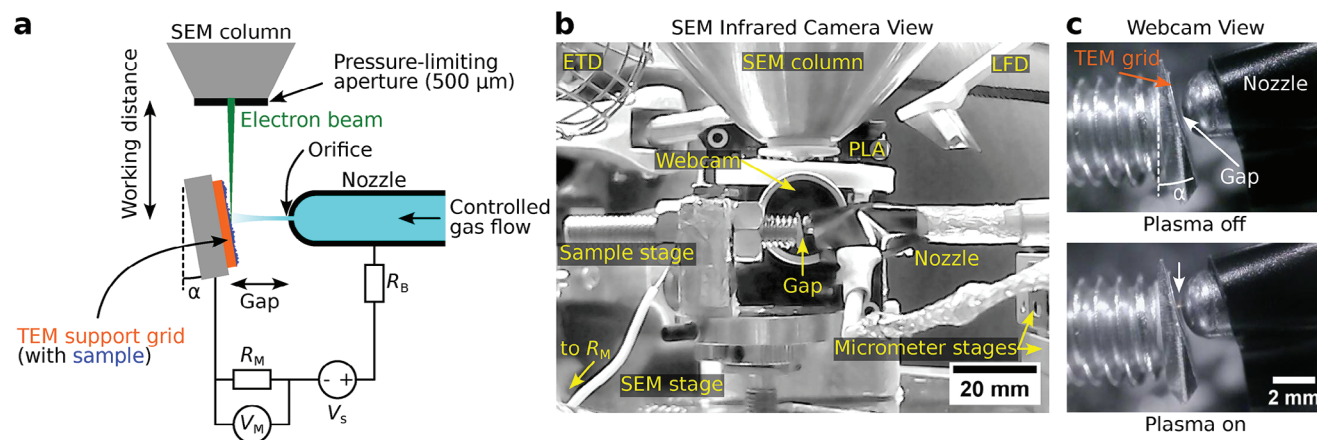 a
SEM column
Pressure-limiting
aperture (500 µm)
Working distance
Electron beam
Orifice
Nozzle
Controlled
gas flow
α
Gap
R_B
TEM support grid
(with sample)
R_M
V_M
- +
V_s
b
SEM Infrared Camera View
ETD
SEM column
LFD
Webcam
PLA
Sample stage
Gap
Nozzle
to R_M
Micrometer stages
SEM stage
20 mm
c
Webcam View
TEM grid
Nozzle
α
Gap
Plasma off
2 mm
Plasma on